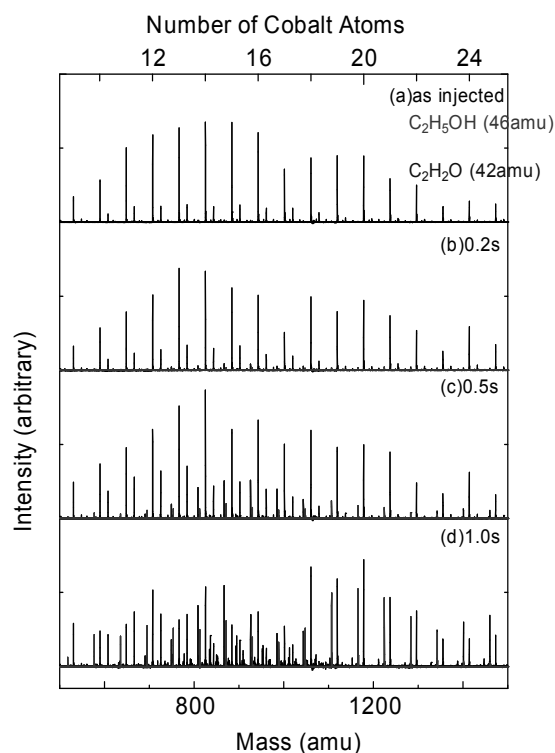 Number of Cobalt Atoms
12 16 20 24
(a)as injected
C2H5OH (46amu)
C2H2O (42amu)
(b)0.2s
(c)0.5s
(d)1.0s
Intensity (arbitrary)
800 1200
Mass (amu)